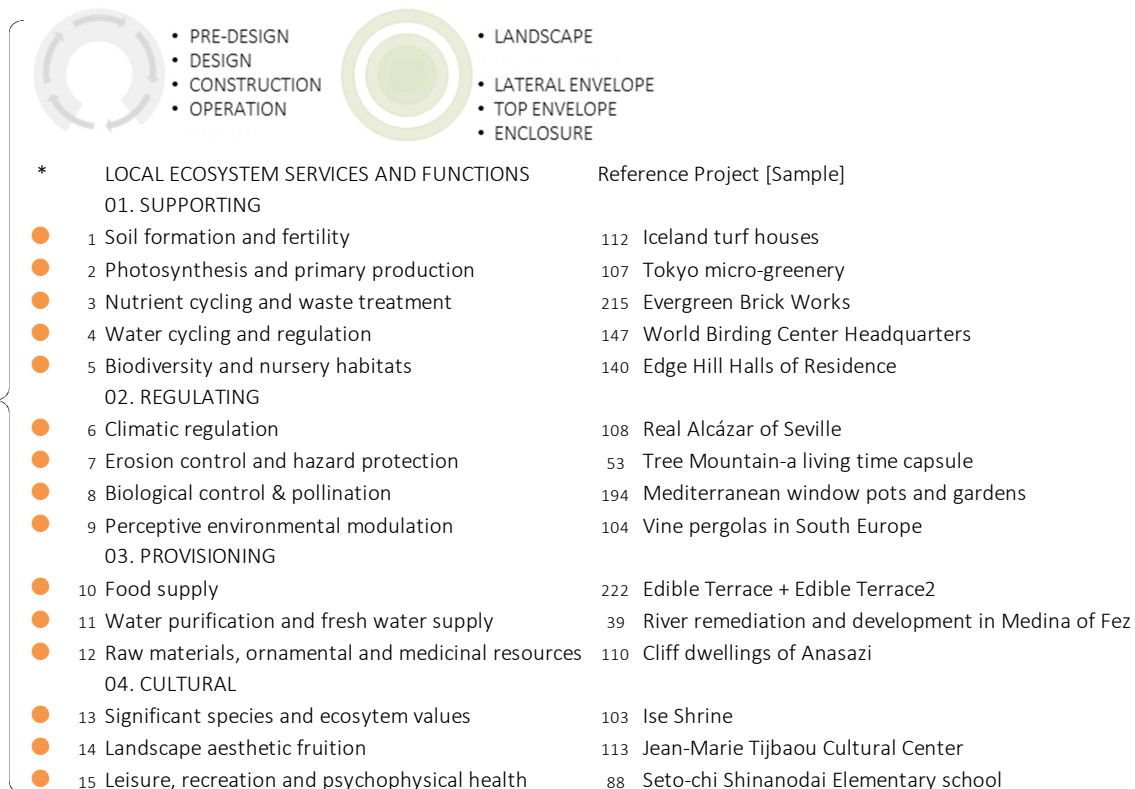 • PRE-DESIGN
• DESIGN
• CONSTRUCTION
• OPERATION
• LANDSCAPE
• LATERAL ENVELOPE
• TOP ENVELOPE
• ENCLOSURE
* LOCAL ECOSYSTEM SERVICES AND FUNCTIONS Reference Project [Sample]
01. SUPPORTING
1 Soil formation and fertility 112 Iceland turf houses
2 Photosynthesis and primary production 107 Tokyo micro-greenery
3 Nutrient cycling and waste treatment 215 Evergreen Brick Works
4 Water cycling and regulation 147 World Birding Center Headquarters
5 Biodiversity and nursery habitats 140 Edge Hill Halls of Residence
02. REGULATING
6 Climatic regulation 108 Real Alcázar of Seville
7 Erosion control and hazard protection 53 Tree Mountain-a living time capsule
8 Biological control & pollination 194 Mediterranean window pots and gardens
9 Perceptive environmental modulation 104 Vine pergolas in South Europe
03. PROVISIONING
10 Food supply 222 Edible Terrace + Edible Terrace2
11 Water purification and fresh water supply 39 River remediation and development in Medina of Fez
12 Raw materials, ornamental and medicinal resources 110 Cliff dwellings of Anasazi
04. CULTURAL
13 Significant species and ecosytem values 103 Ise Shrine
14 Landscape aesthetic fruition 113 Jean-Marie Tijbaou Cultural Center
15 Leisure, recreation and psychophysical health 88 Seto-chi Shinanodai Elementary school